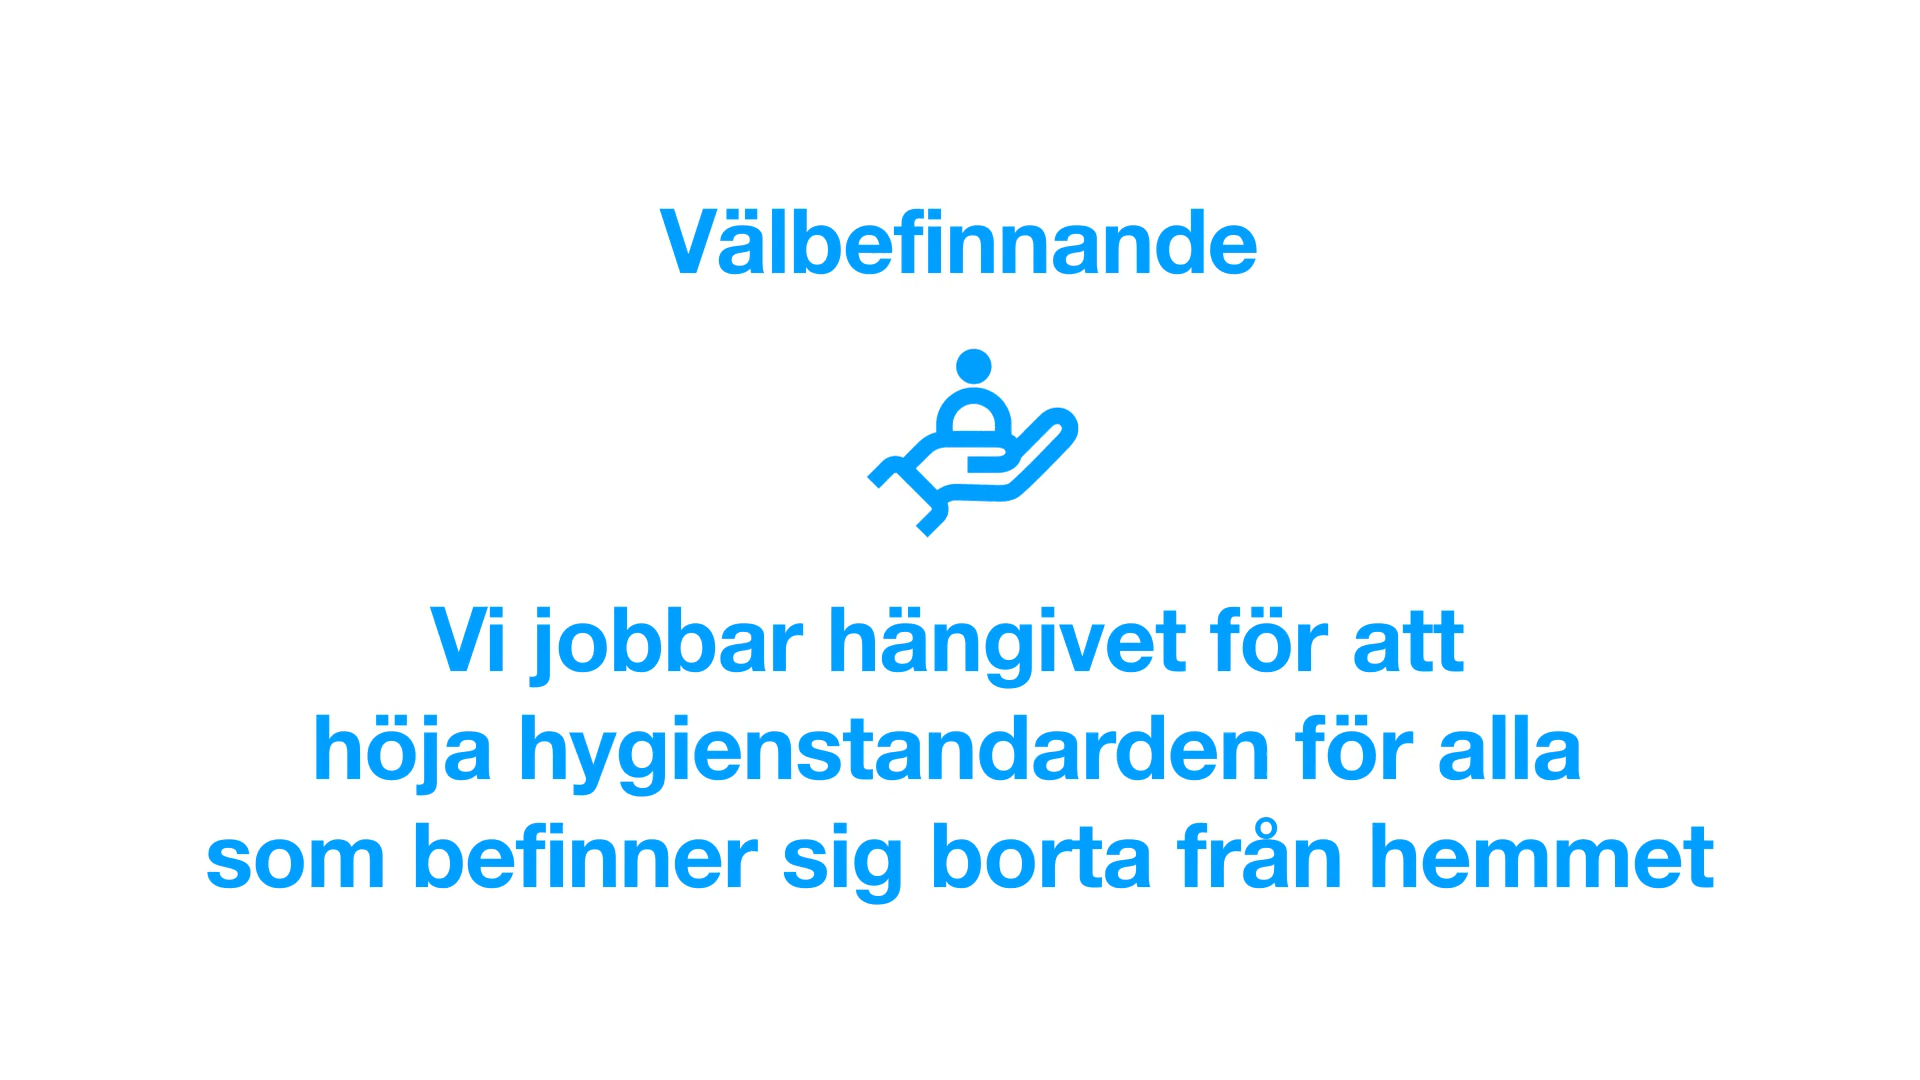 Välbefinnande
Vi jobbar hängivet för att
höja hygienstandarden för alla
som befinner sig borta från hemmet